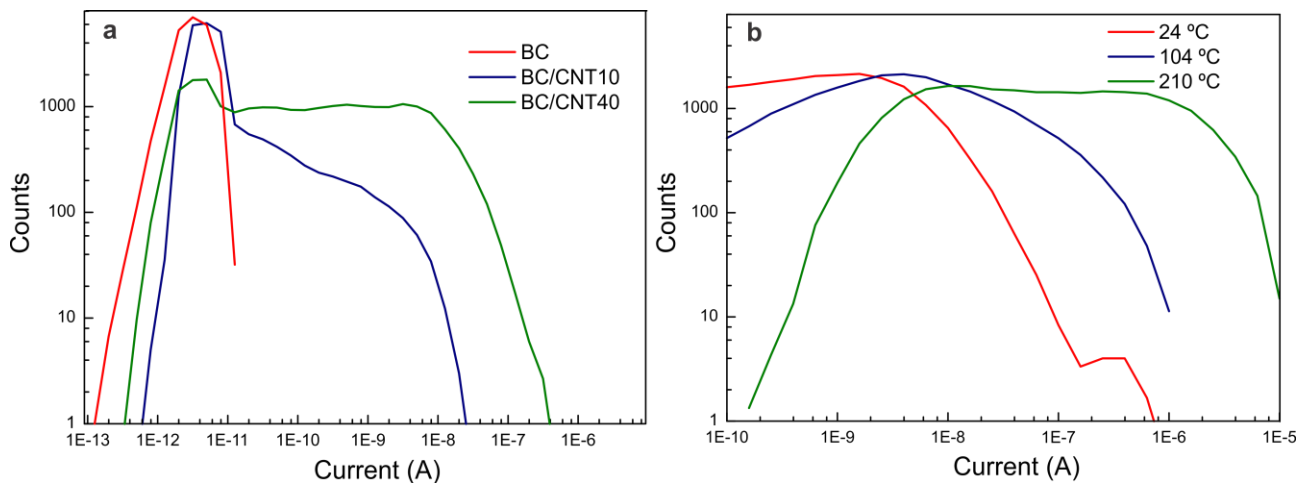 a
BC
BC/CNT10
BC/CNT40
Counts
1000
100
10
1
1E-13 1E-12 1E-11 1E-10 1E-9 1E-8 1E-7 1E-6
Current (A)
b
24 ºC
104 ºC
210 ºC
Counts
1000
100
10
1
1E-10 1E-9 1E-8 1E-7 1E-6 1E-5
Current (A)